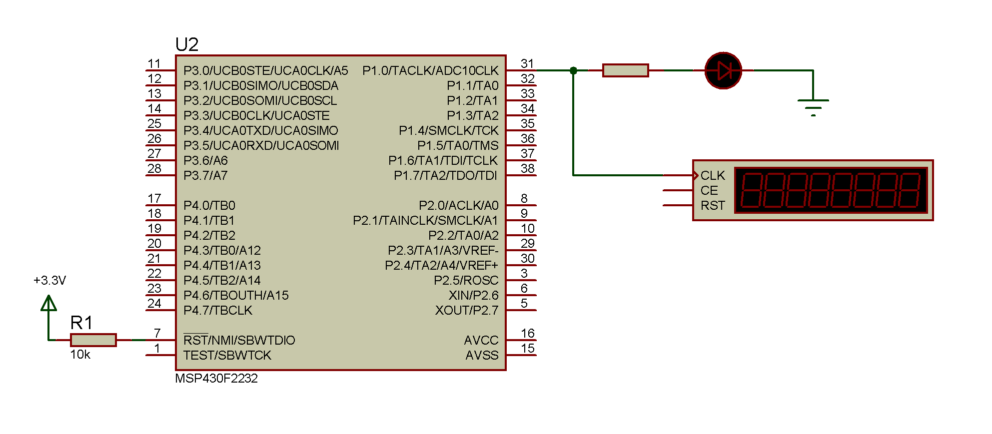 U2
11 P3.0/UCB0STE/UCA0CLK/A5 P1.0/TACLK/ADC10CLK 31
12 P3.1/UCB0SIMO/UCB0SDA P1.1/TA0 32
13 P3.2/UCB0SOMI/UCB0SCL P1.2/TA1 33
14 P3.3/UCB0CLK/UCA0STE P1.3/TA2 34
25 P3.4/UCA0TXD/UCA0SIMO P1.4/SMCLK/TCK 35
26 P3.5/UCA0RXD/UCA0SOMI P1.5/TA0/TMS 36
27 P3.6/A6 P1.6/TA1/TDI/TCLK 37
28 P3.7/A7 P1.7/TA2/TDO/TDI 38
17 P4.0/TB0 P2.0/ACLK/A0 8
18 P4.1/TB1 P2.1/TAINCLK/SMCLK/A1 9
19 P4.2/TB2 P2.2/TA0/A2 10
20 P4.3/TB0/A12 P2.3/TA1/A3/VREF- 29
21 P4.4/TB1/A13 P2.4/TA2/A4/VREF+ 30
22 P4.5/TB2/A14 P2.5/ROSC 3
23 P4.6/TBOUTH/A15 XIN/P2.6 6
24 P4.7/TBCLK XOUT/P2.7 5
7 RST/NMI/SBWTDIO AVCC 16
1 TEST/SBWTCK AVSS 15
MSP430F2232
+3.3V
R1
10k
CLK
CE
RST